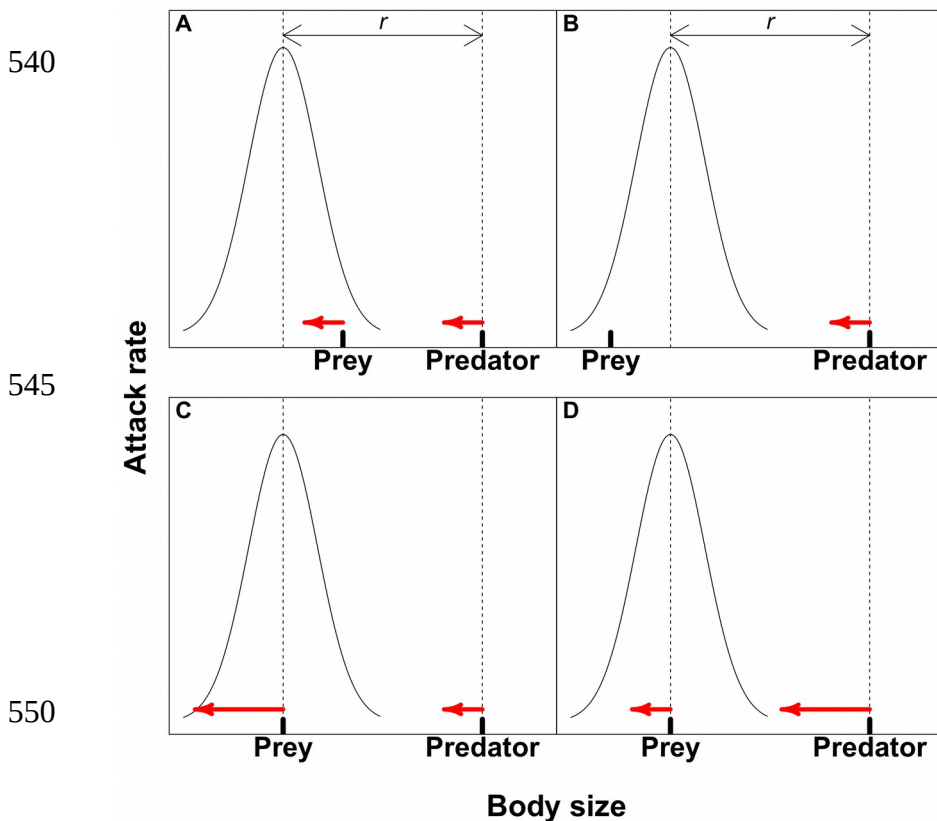 A
r
B
r
540
Prey
Predator
Prey
Predator
545
C
D
Attack rate
550
Prey
Predator
Prey
Predator
Body size